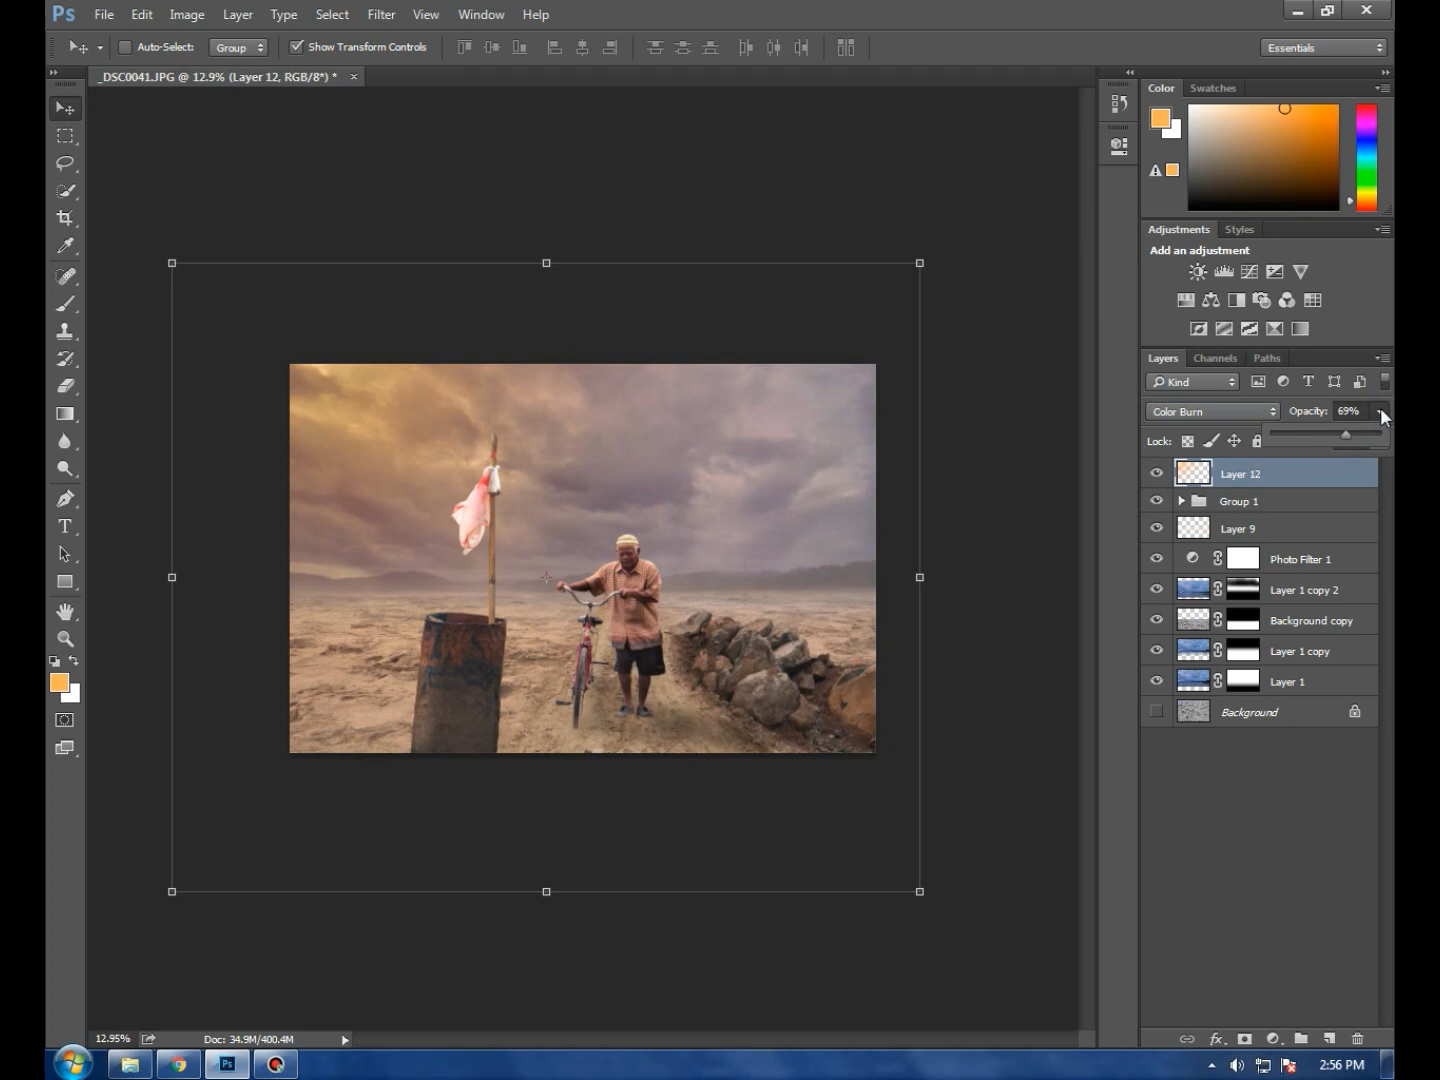 Ps File Edit Image Layer Type Select Filter View Window Help
Auto-Select: Group Show Transform Controls Essentials
_DSC0041.JPG @ 12.9% (Layer 12, RGB/8*) * ×
Color Swatches
Adjustments Styles
Add an adjustment
Layers Channels Paths
Kind
Color Burn Opacity: 69%
Lock:
Layer 12
Group 1
Layer 9
Photo Filter 1
Layer 1 copy 2
Background copy
Layer 1 copy
Layer 1
Background
12.95% Doc: 34.9M/400.4M
fx.
Ps 2:56 PM